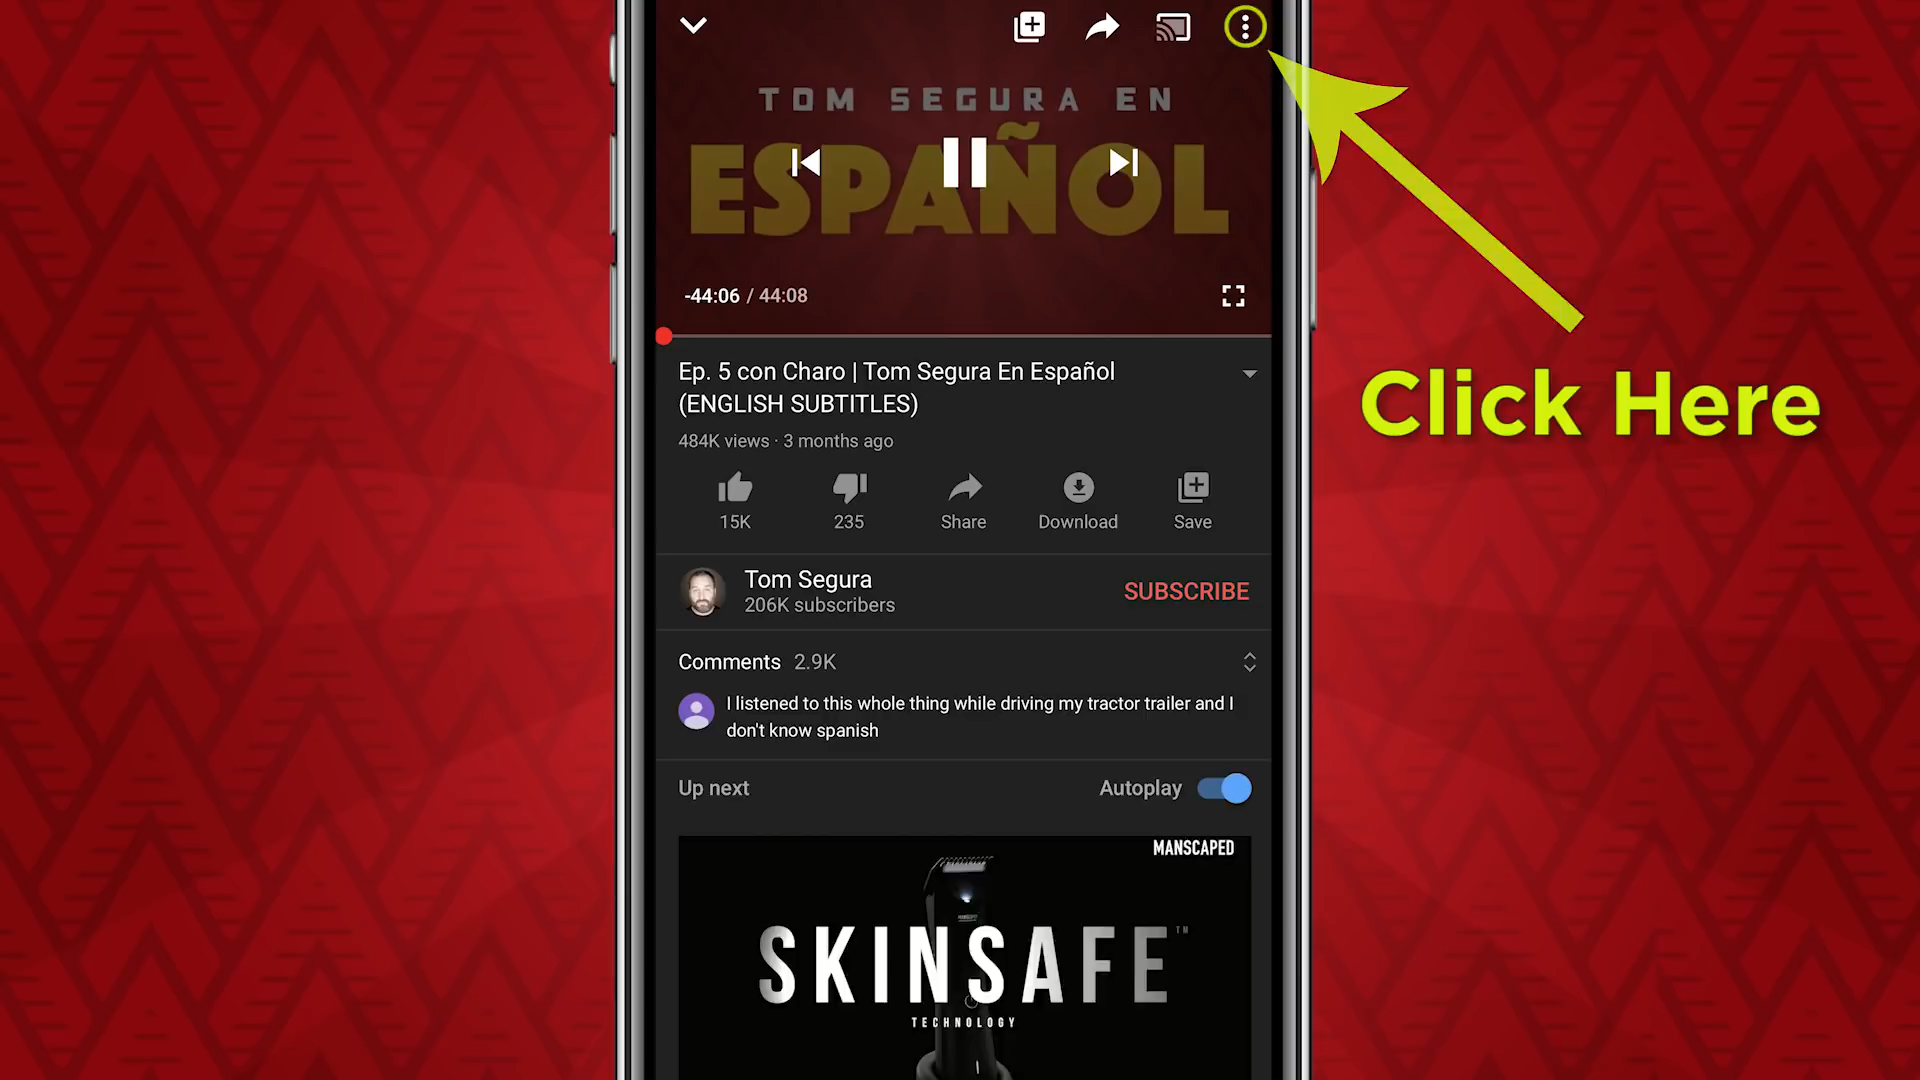 TOM SEGURA EN
ESPAÑOL
-44:06 / 44:08
Click Here
Ep. 5 con Charo | Tom Segura En Español
(ENGLISH SUBTITLES)
484K views · 3 months ago
15K
235
Share
Download
Save
Tom Segura
206K subscribers
SUBSCRIBE
Comments 2.9K
I listened to this whole thing while driving my tractor trailer and I
don't know spanish
Up next
Autoplay
MANSCAPED
SKINSAFE™
TECHNOLOGY